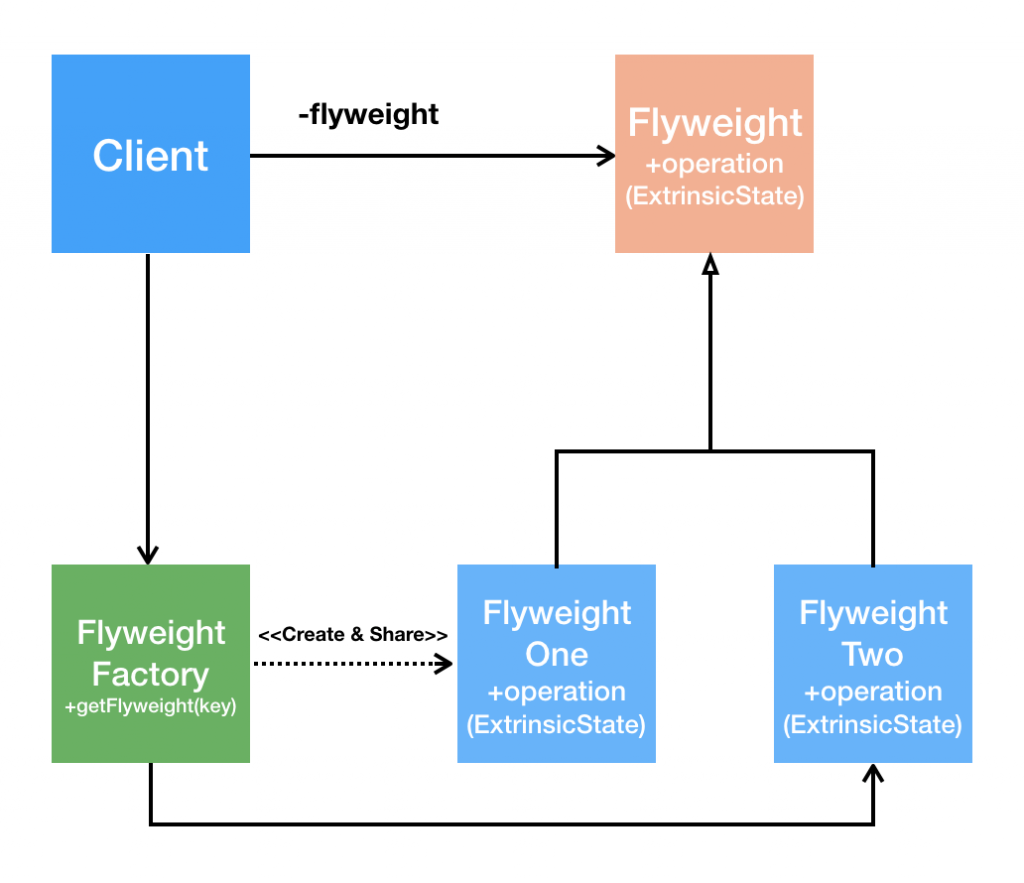 Client
-flyweight
Flyweight
+operation
(ExtrinsicState)
Flyweight
Factory
+getFlyweight(key)
<<Create & Share>>
Flyweight
One
+operation
(ExtrinsicState)
Flyweight
Two
+operation
(ExtrinsicState)